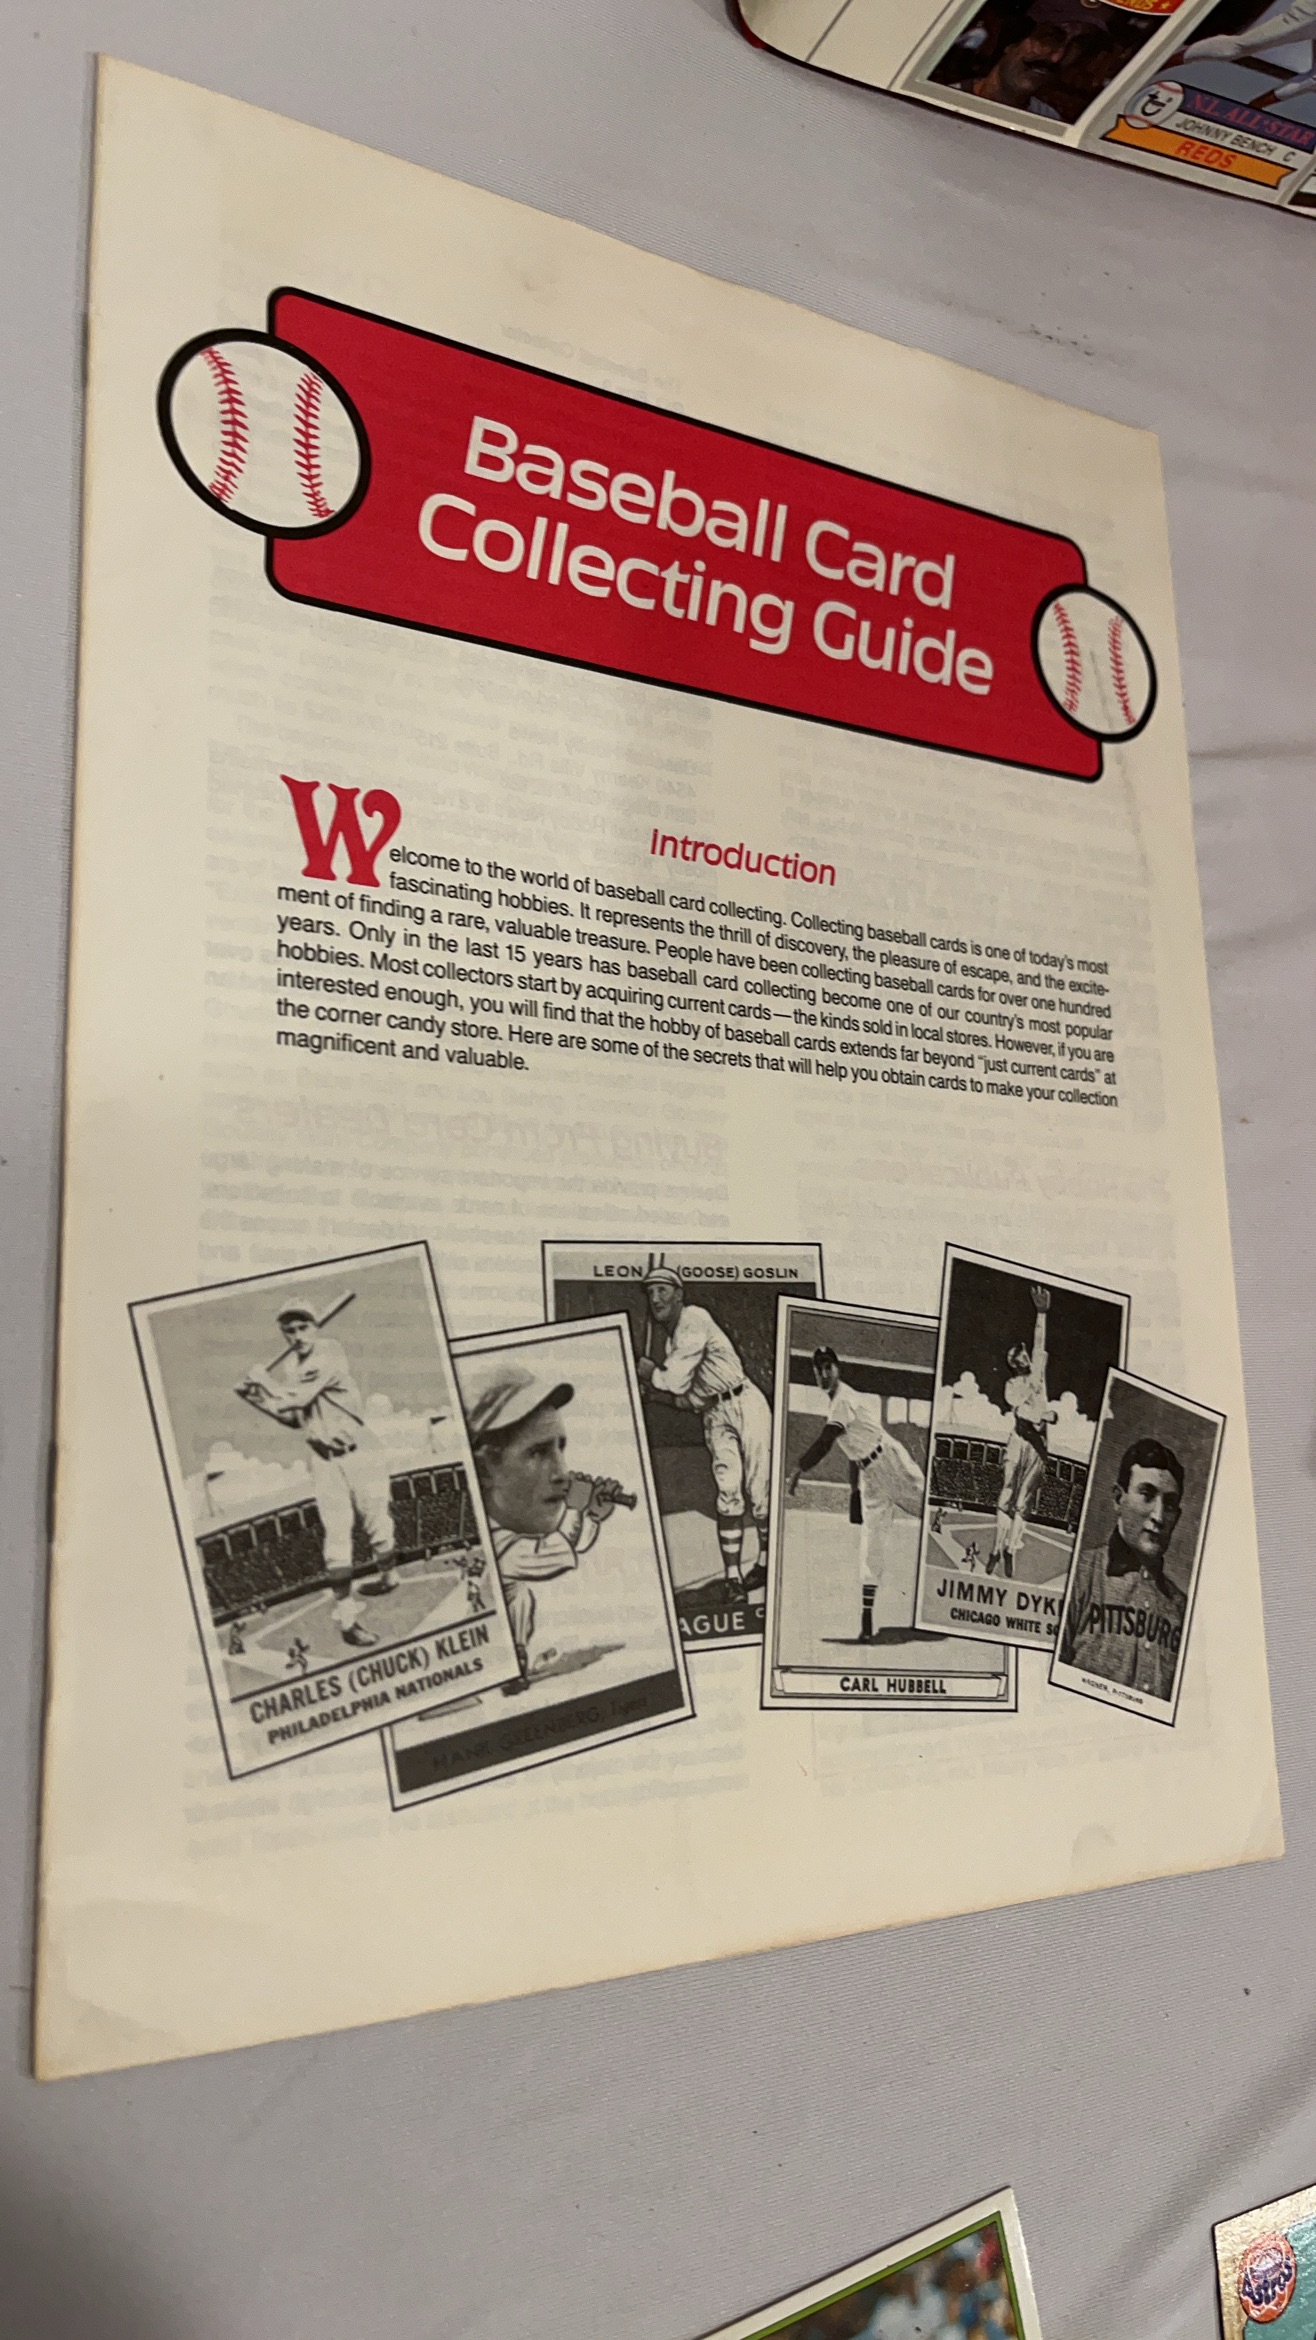 N.L. ALL★STAR
JOHNNY BENCH C
REDS
Baseball Card
Collecting Guide
Introduction
Welcome to the world of baseball card collecting. Collecting baseball cards is one of today's most
fascinating hobbies. It represents the thrill of discovery, the pleasure of escape, and the excite-
ment of finding a rare, valuable treasure. People have been collecting baseball cards for over one hundred
years. Only in the last 15 years has baseball card collecting become one of our country's most popular
hobbies. Most collectors start by acquiring current cards—the kinds sold in local stores. However, if you are
interested enough, you will find that the hobby of baseball cards extends far beyond "just current cards" at
the corner candy store. Here are some of the secrets that will help you obtain cards to make your collection
magnificent and valuable.
LEON (GOOSE) GOSLIN
AGUE
CHARLES (CHUCK) KLEIN
PHILADELPHIA NATIONALS
HANK GREENBERG, Tigers
CARL HUBBELL
JIMMY DYK
CHICAGO WHITE SO
PITTSBURG
WAGNER, PITTSBURG
Astros